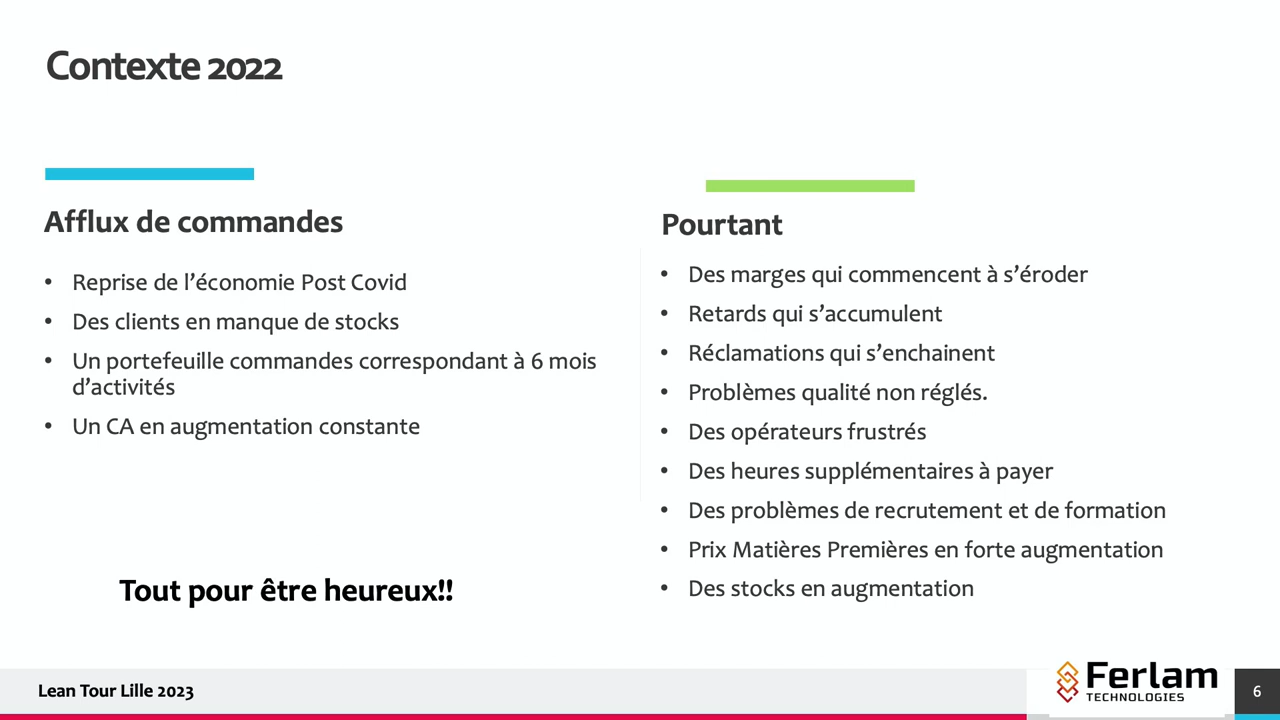 Contexte 2022
Afflux de commandes
• Reprise de l’économie Post Covid
• Des clients en manque de stocks
• Un portefeuille commandes correspondant à 6 mois
d’activités
• Un CA en augmentation constante
Tout pour être heureux!!
Pourtant
• Des marges qui commencent à s’éroder
• Retards qui s’accumulent
• Réclamations qui s’enchainent
• Problèmes qualité non réglés.
• Des opérateurs frustrés
• Des heures supplémentaires à payer
• Des problèmes de recrutement et de formation
• Prix Matières Premières en forte augmentation
• Des stocks en augmentation
Lean Tour Lille 2023
Ferlam
TECHNOLOGIES
6